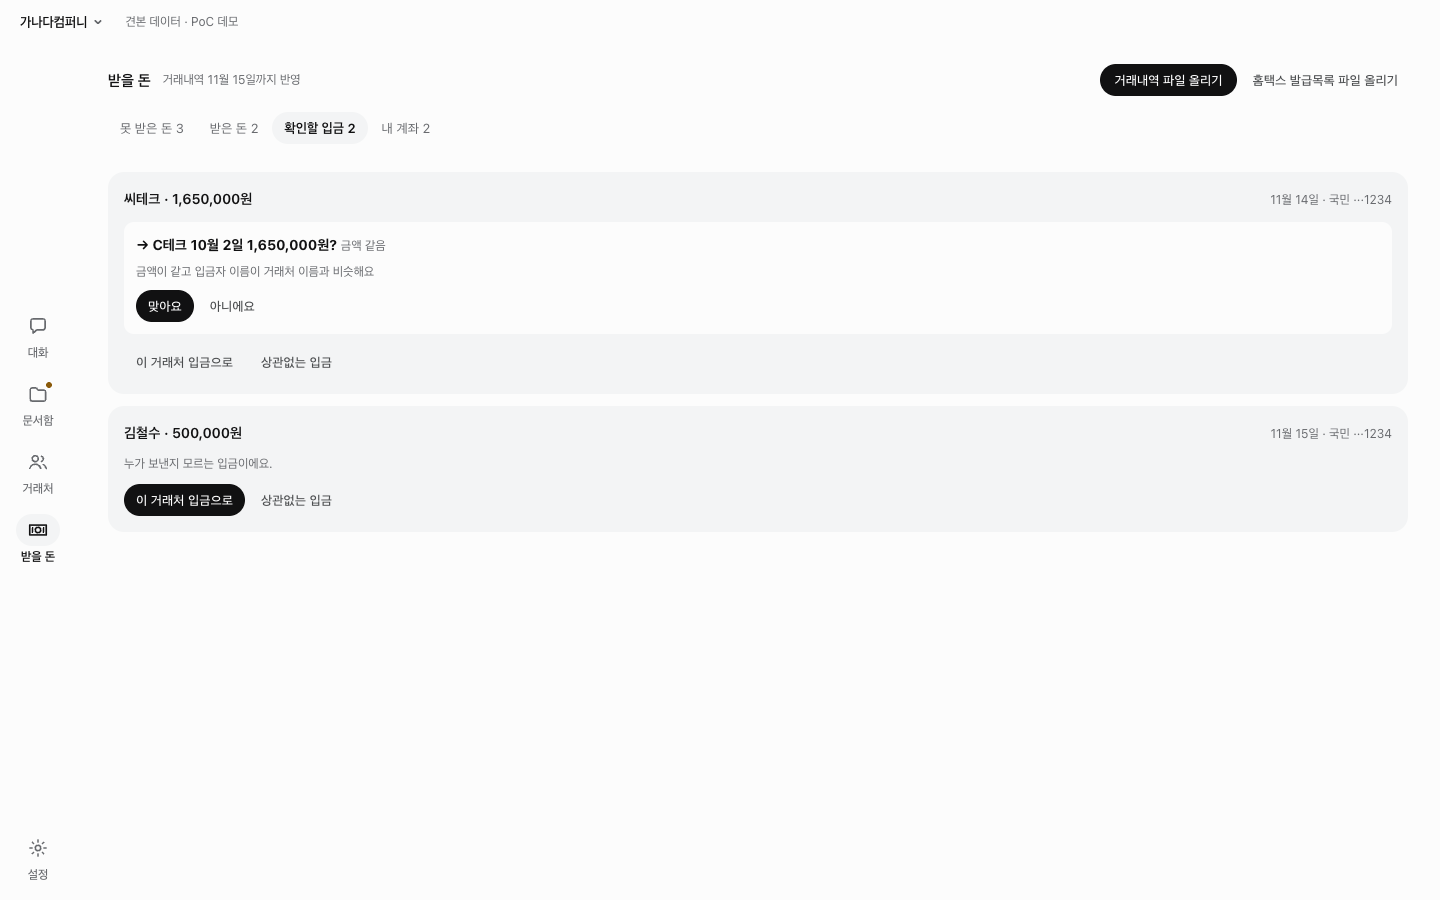 가나다컴퍼니 견본 데이터 · PoC 데모
받을 돈 거래내역 11월 15일까지 반영 거래내역 파일 올리기 홈택스 발급목록 파일 올리기
못 받은 돈 3 받은 돈 2 확인할 입금 2 내 계좌 2
씨테크 · 1,650,000원 11월 14일 · 국민 ···1234
→ C테크 10월 2일 1,650,000원? 금액 같음
금액이 같고 입금자 이름이 거래처 이름과 비슷해요
맞아요 아니에요
이 거래처 입금으로 상관없는 입금
김철수 · 500,000원 11월 15일 · 국민 ···1234
누가 보낸지 모르는 입금이에요.
이 거래처 입금으로 상관없는 입금
대화
문서함
거래처
받을 돈
설정